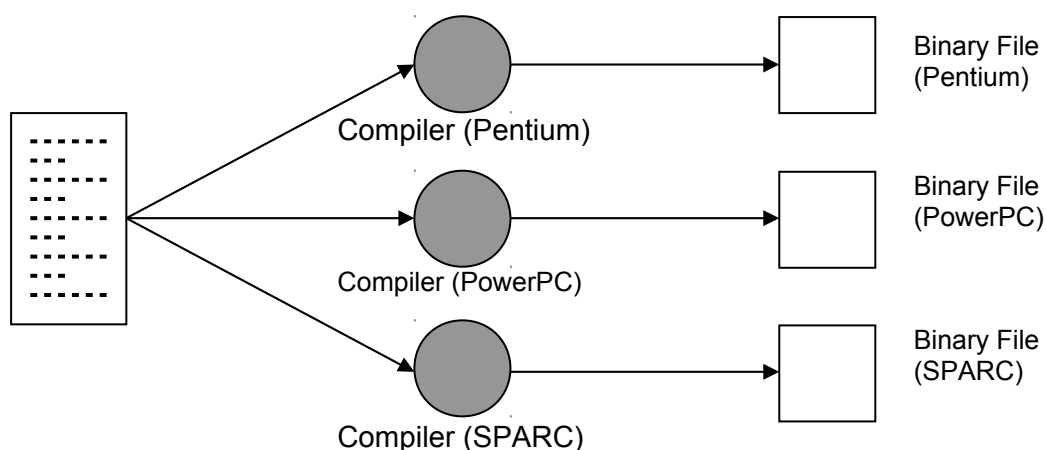 Binary File
(Pentium)
Compiler (Pentium)
Binary File
(PowerPC)
Compiler (PowerPC)
Binary File
(SPARC)
Compiler (SPARC)